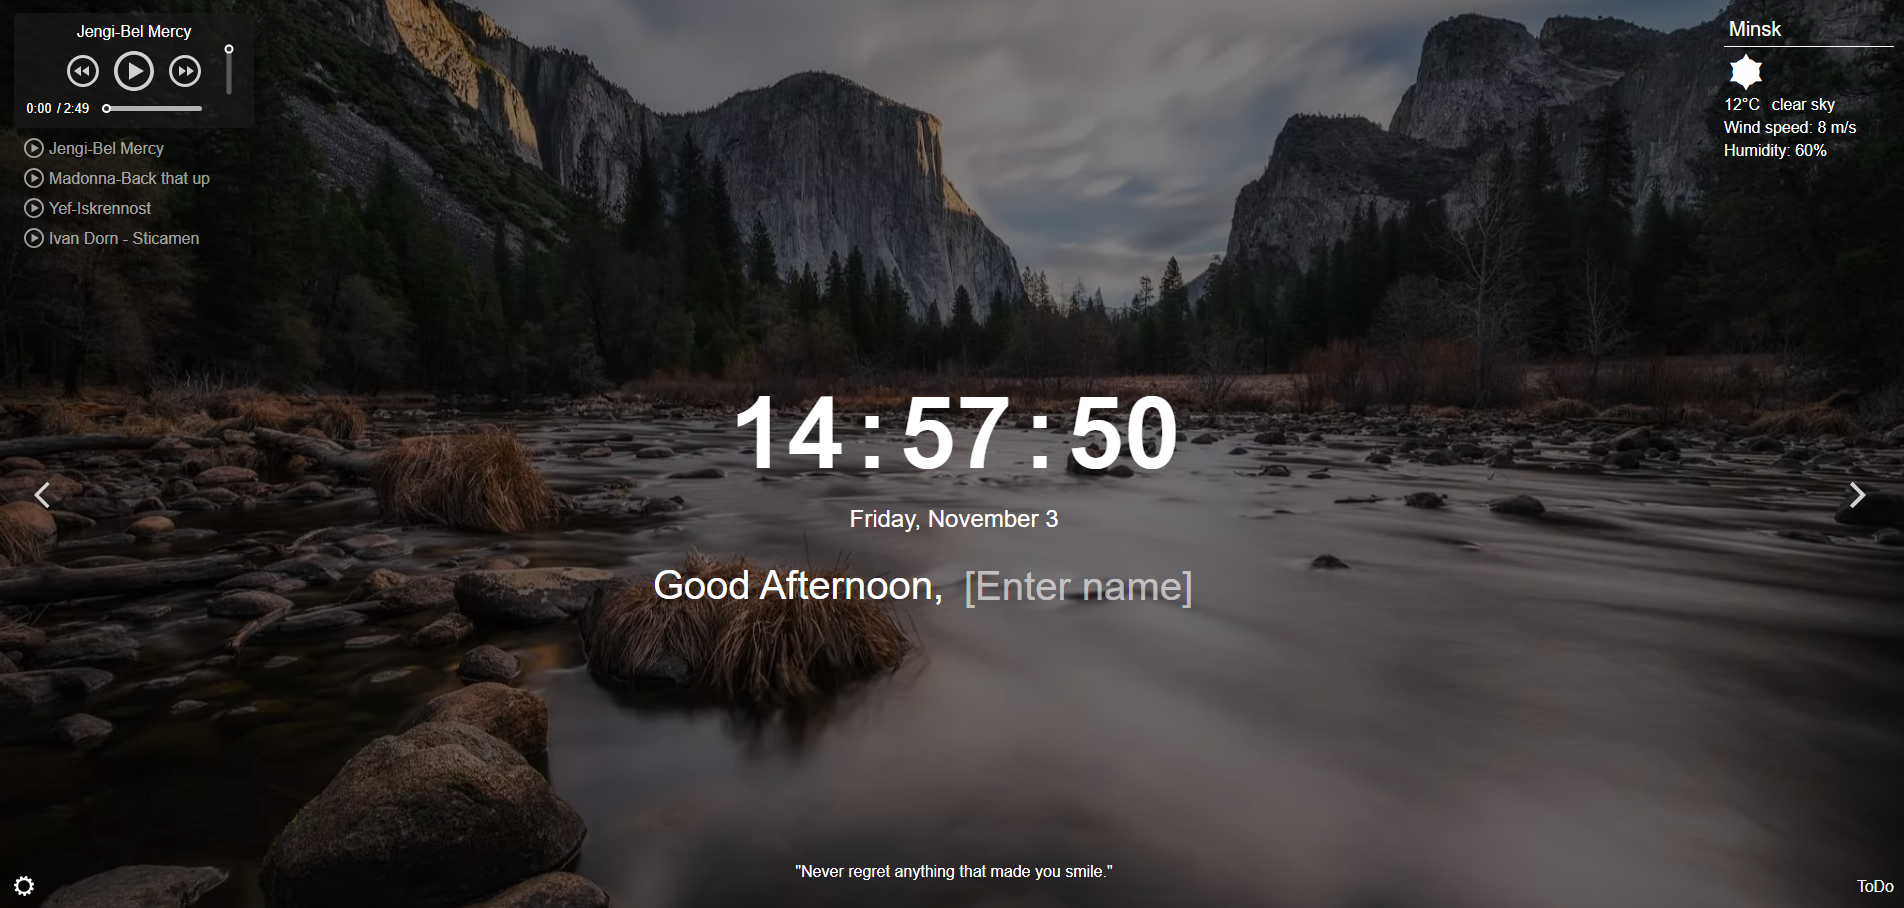 Jengi-Bel Mercy
0:00 / 2:49
Jengi-Bel Mercy
Madonna-Back that up
Yef-Iskrennost
Ivan Dorn - Sticamen
Minsk
12°C clear sky
Wind speed: 8 m/s
Humidity: 60%
14:57:50
Friday, November 3
Good Afternoon, [Enter name]
"Never regret anything that made you smile."
ToDo